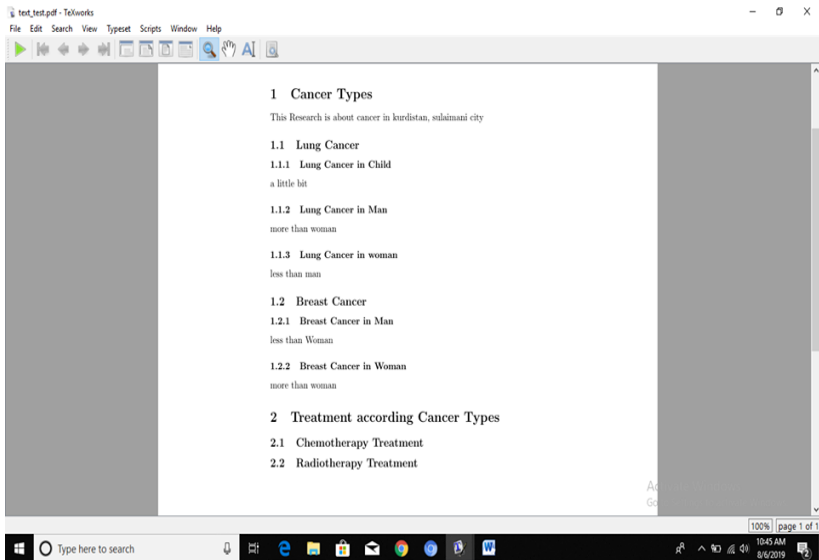 text_test.pdf - TeXworks
File Edit Search View Typeset Scripts Window Help
1 Cancer Types
This Research is about cancer in kurdistan, sulaimani city
1.1 Lung Cancer
1.1.1 Lung Cancer in Child
a little bit
1.1.2 Lung Cancer in Man
more than woman
1.1.3 Lung Cancer in woman
less than man
1.2 Breast Cancer
1.2.1 Breast Cancer in Man
less than Woman
1.2.2 Breast Cancer in Woman
more than woman
2 Treatment according Cancer Types
2.1 Chemotherapy Treatment
2.2 Radiotherapy Treatment
100% page 1 of 1
Type here to search
10:45 AM
8/6/2019